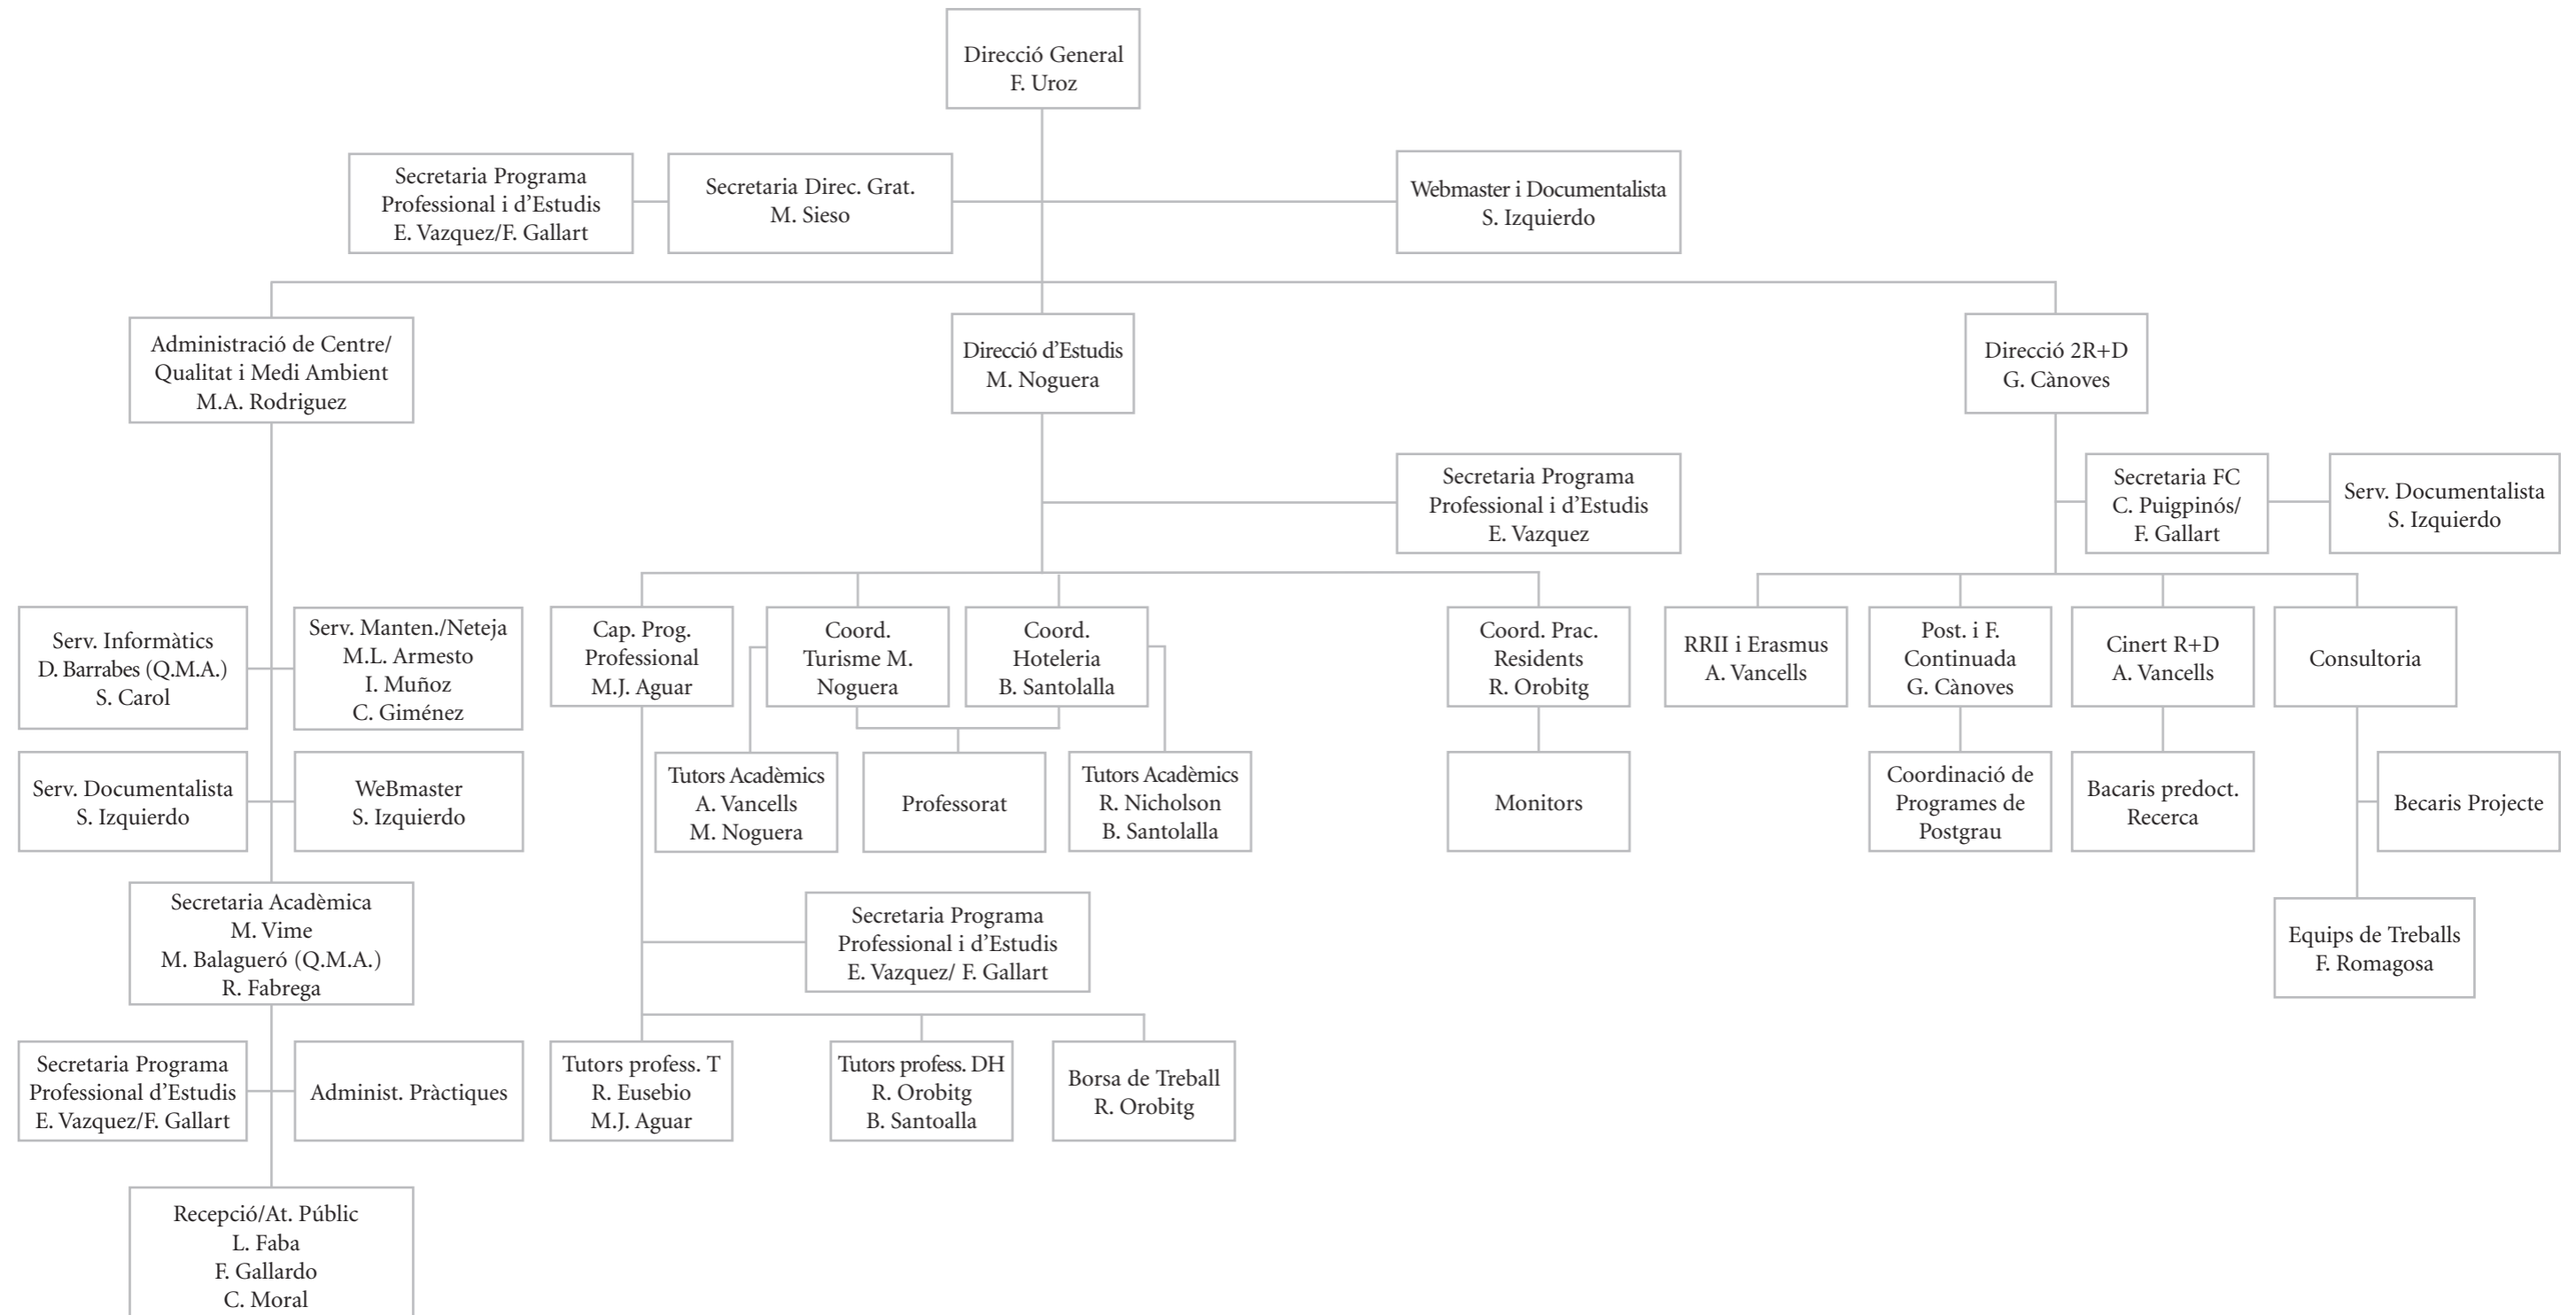 Direcció General
F. Uroz
Secretaria Programa
Professional i d’Estudis
E. Vazquez/F. Gallart
Secretaria Direc. Grat.
M. Sieso
Webmaster i Documentalista
S. Izquierdo
Administració de Centre/
Qualitat i Medi Ambient
M.A. Rodriguez
Direcció d’Estudis
M. Noguera
Direcció 2R+D
G. Cànoves
Secretaria Programa
Professional i d’Estudis
E. Vazquez
Secretaria FC
C. Puigpinós/
F. Gallart
Serv. Documentalista
S. Izquierdo
Serv. Informàtics
D. Barrabes (Q.M.A.)
S. Carol
Serv. Manten./Neteja
M.L. Armesto
I. Muñoz
C. Giménez
Cap. Prog.
Professional
M.J. Aguar
Coord.
Turisme M.
Noguera
Coord.
Hoteleria
B. Santolalla
Coord. Prac.
Residents
R. Orobitg
RRII i Erasmus
A. Vancells
Post. i F.
Continuada
G. Cànoves
Cinert R+D
A. Vancells
Consultoria
Serv. Documentalista
S. Izquierdo
WeBmaster
S. Izquierdo
Tutors Acadèmics
A. Vancells
M. Noguera
Professorat
Tutors Acadèmics
R. Nicholson
B. Santolalla
Monitors
Coordinació de
Programes de
Postgrau
Bacaris predoct.
Recerca
Becaris Projecte
Secretaria Acadèmica
M. Vime
M. Balagueró (Q.M.A.)
R. Fabrega
Secretaria Programa
Professional i d’Estudis
E. Vazquez/ F. Gallart
Equips de Treballs
F. Romagosa
Secretaria Programa
Professional d’Estudis
E. Vazquez/F. Gallart
Administ. Pràctiques
Tutors profess. T
R. Eusebio
M.J. Aguar
Tutors profess. DH
R. Orobitg
B. Santoalla
Borsa de Treball
R. Orobitg
Recepció/At. Públic
L. Faba
F. Gallardo
C. Moral